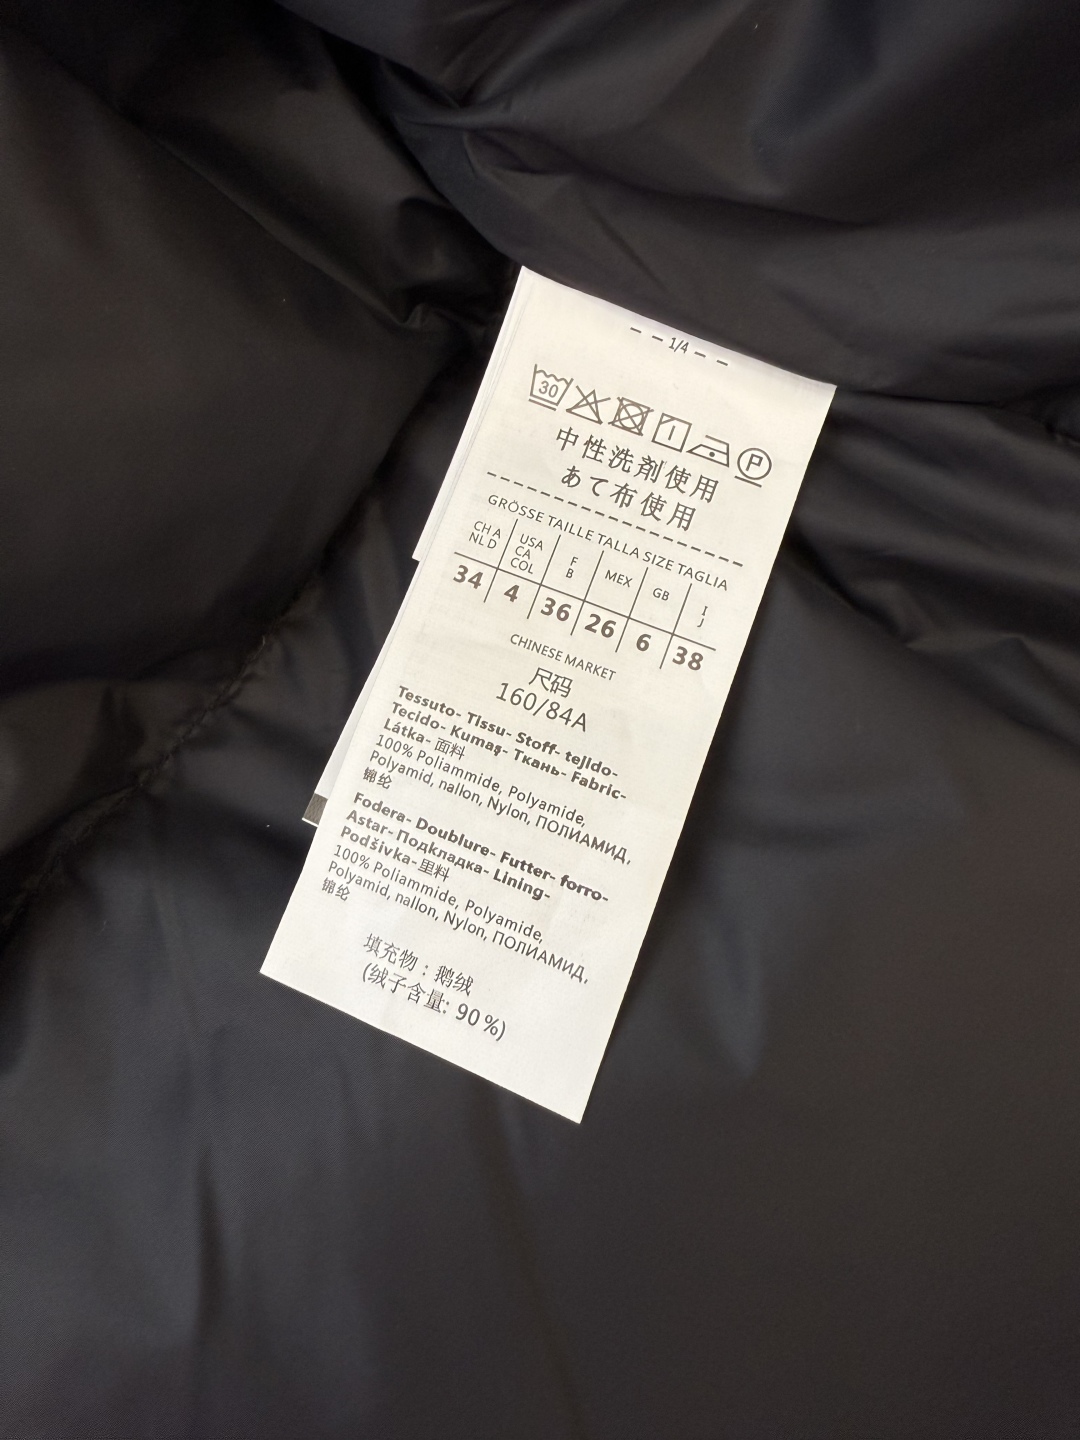 1/4
30
P
中性洗剤使用
あて布使用
GRÖSSE TAILLE TALLA SIZE TAGLIA
CH A NL D USA CA COL F B MEX GB I J
34 4 36 26 6 38
CHINESE MARKET
尺码
160/84A
Tessuto- Tissu- Stoff- tejido-
Tecido- Kumaş- Ткань- Fabric-
Látka- 面料
100% Poliammide, Polyamide,
Polyamid, nallon, Nylon, ПОЛИАМИД,
锦纶
Fodera- Doublure- Futter- forro-
Astar- Подкладка- Lining-
Podšívka- 里料
100% Poliammide, Polyamide,
Polyamid, nallon, Nylon, ПОЛИАМИД,
锦纶
填充物：鹅绒
(绒子含量: 90%)